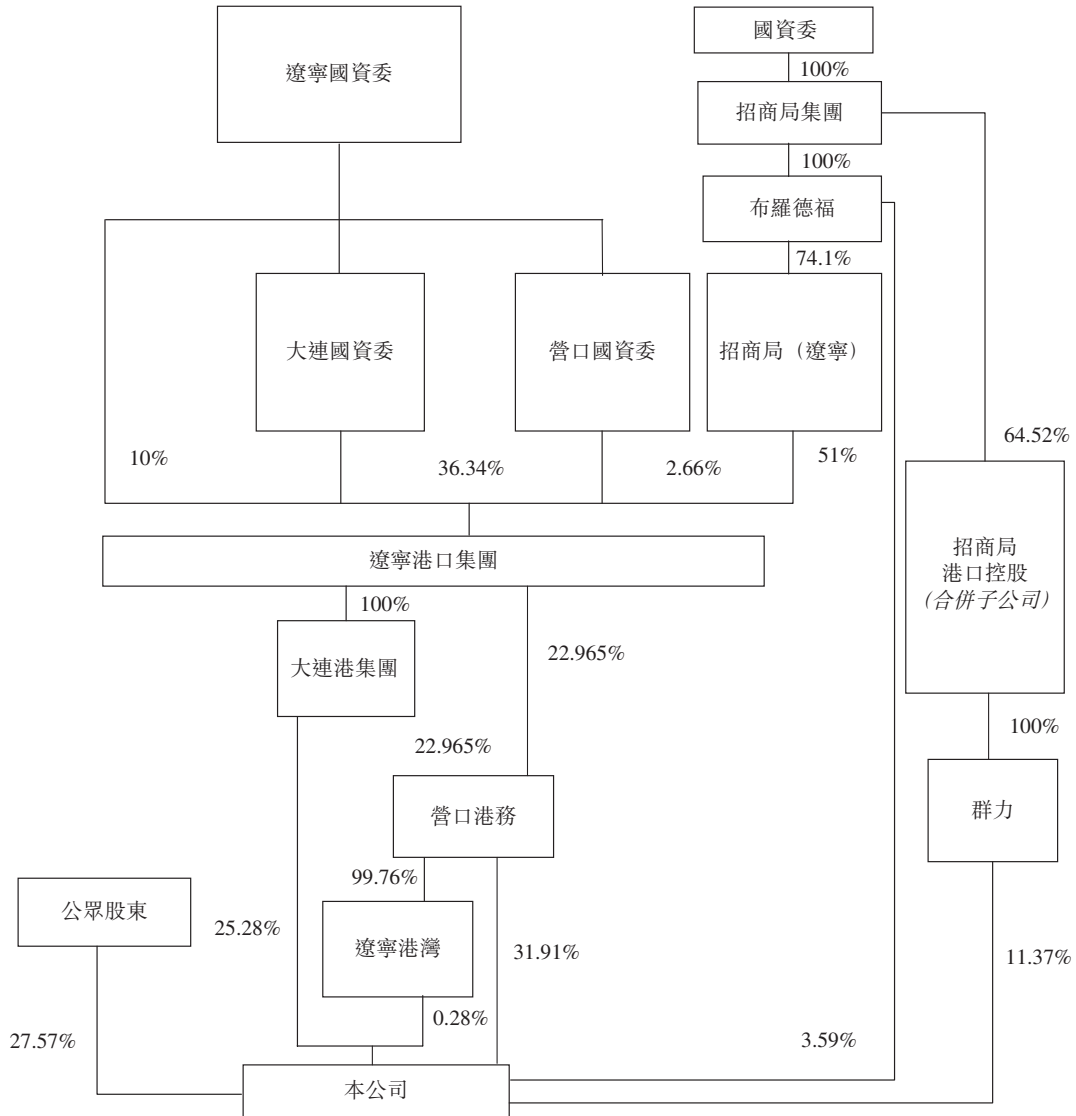 國資委
遼寧國資委
100%
招商局集團
100%
布羅德福
74.1%
大連國資委
營口國資委
招商局（遼寧）
64.52%
10%
36.34%
2.66%
51%
招商局
港口控股
(合併子公司)
遼寧港口集團
100%
大連港集團
22.965%
100%
22.965%
營口港務
群力
99.76%
公眾股東
25.28%
遼寧港灣
31.91%
11.37%
0.28%
27.57%
3.59%
本公司